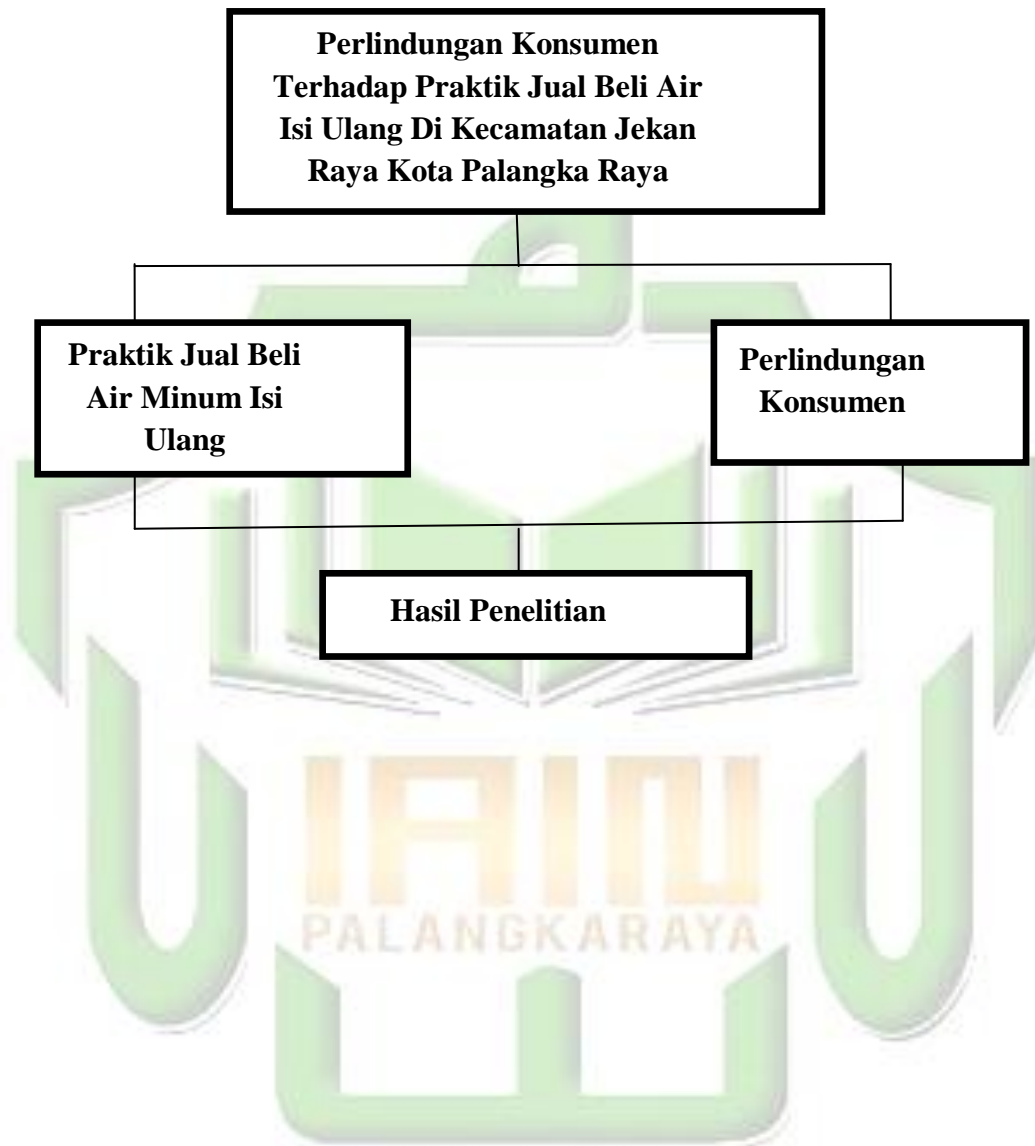 Perlindungan Konsumen
Terhadap Praktik Jual Beli Air
Isi Ulang Di Kecamatan Jekan
Raya Kota Palangka Raya
Praktik Jual Beli
Air Minum Isi
Ulang
Perlindungan
Konsumen
Hasil Penelitian
IAIN
PALANGKARAYA